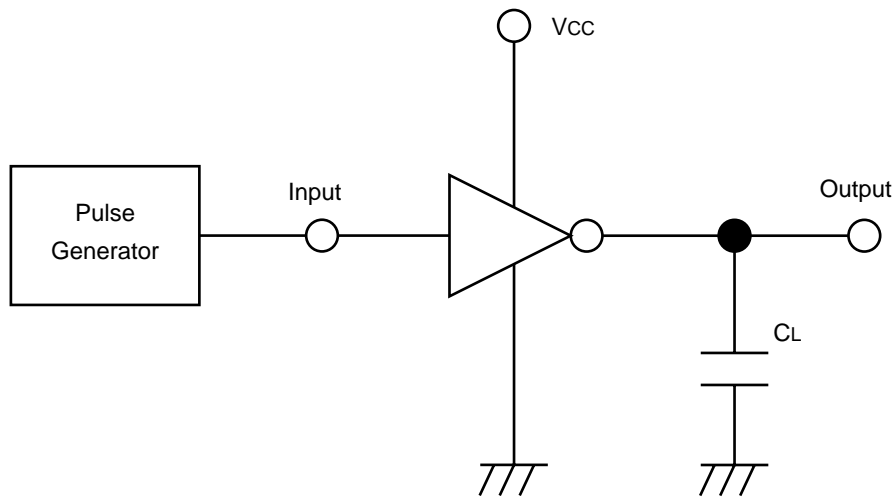 VCC
Pulse
Generator
Input
Output
CL